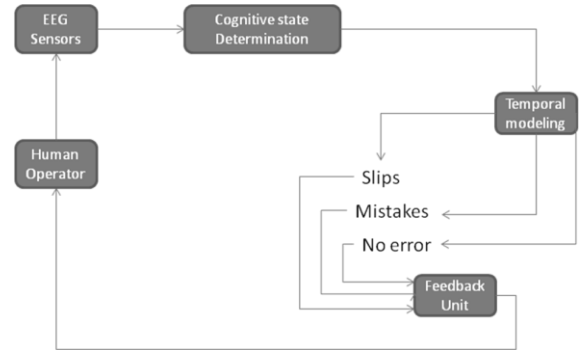 EEG
Sensors
Cognitive state
Determination
Temporal
modeling
Human
Operator
Slips
Mistakes
No error
Feedback
Unit